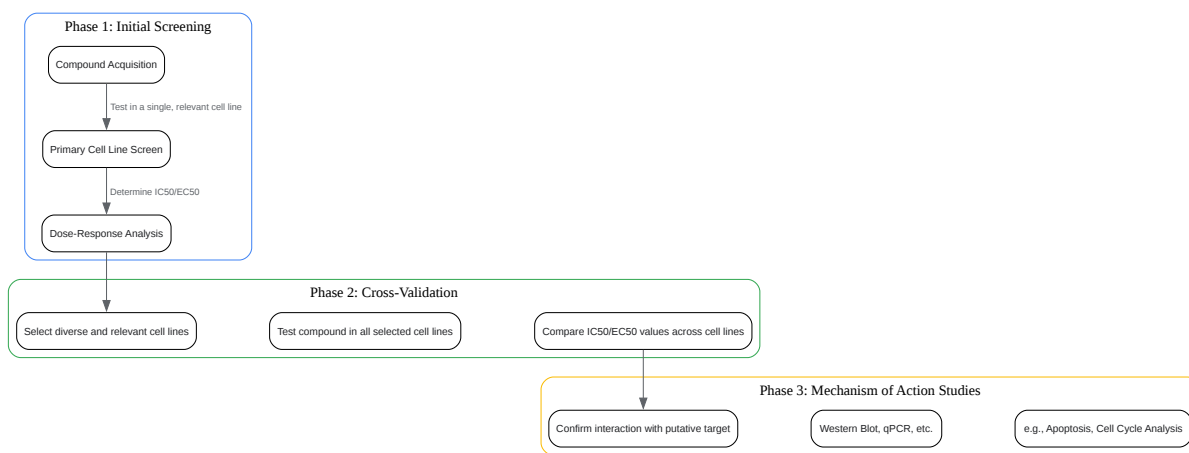 Phase 1: Initial Screening
Compound Acquisition
Test in a single, relevant cell line
Primary Cell Line Screen
Determine IC50/EC50
Dose-Response Analysis
Phase 2: Cross-Validation
Select diverse and relevant cell lines
Test compound in all selected cell lines
Compare IC50/EC50 values across cell lines
Phase 3: Mechanism of Action Studies
Confirm interaction with putative target
Western Blot, qPCR, etc.
e.g., Apoptosis, Cell Cycle Analysis